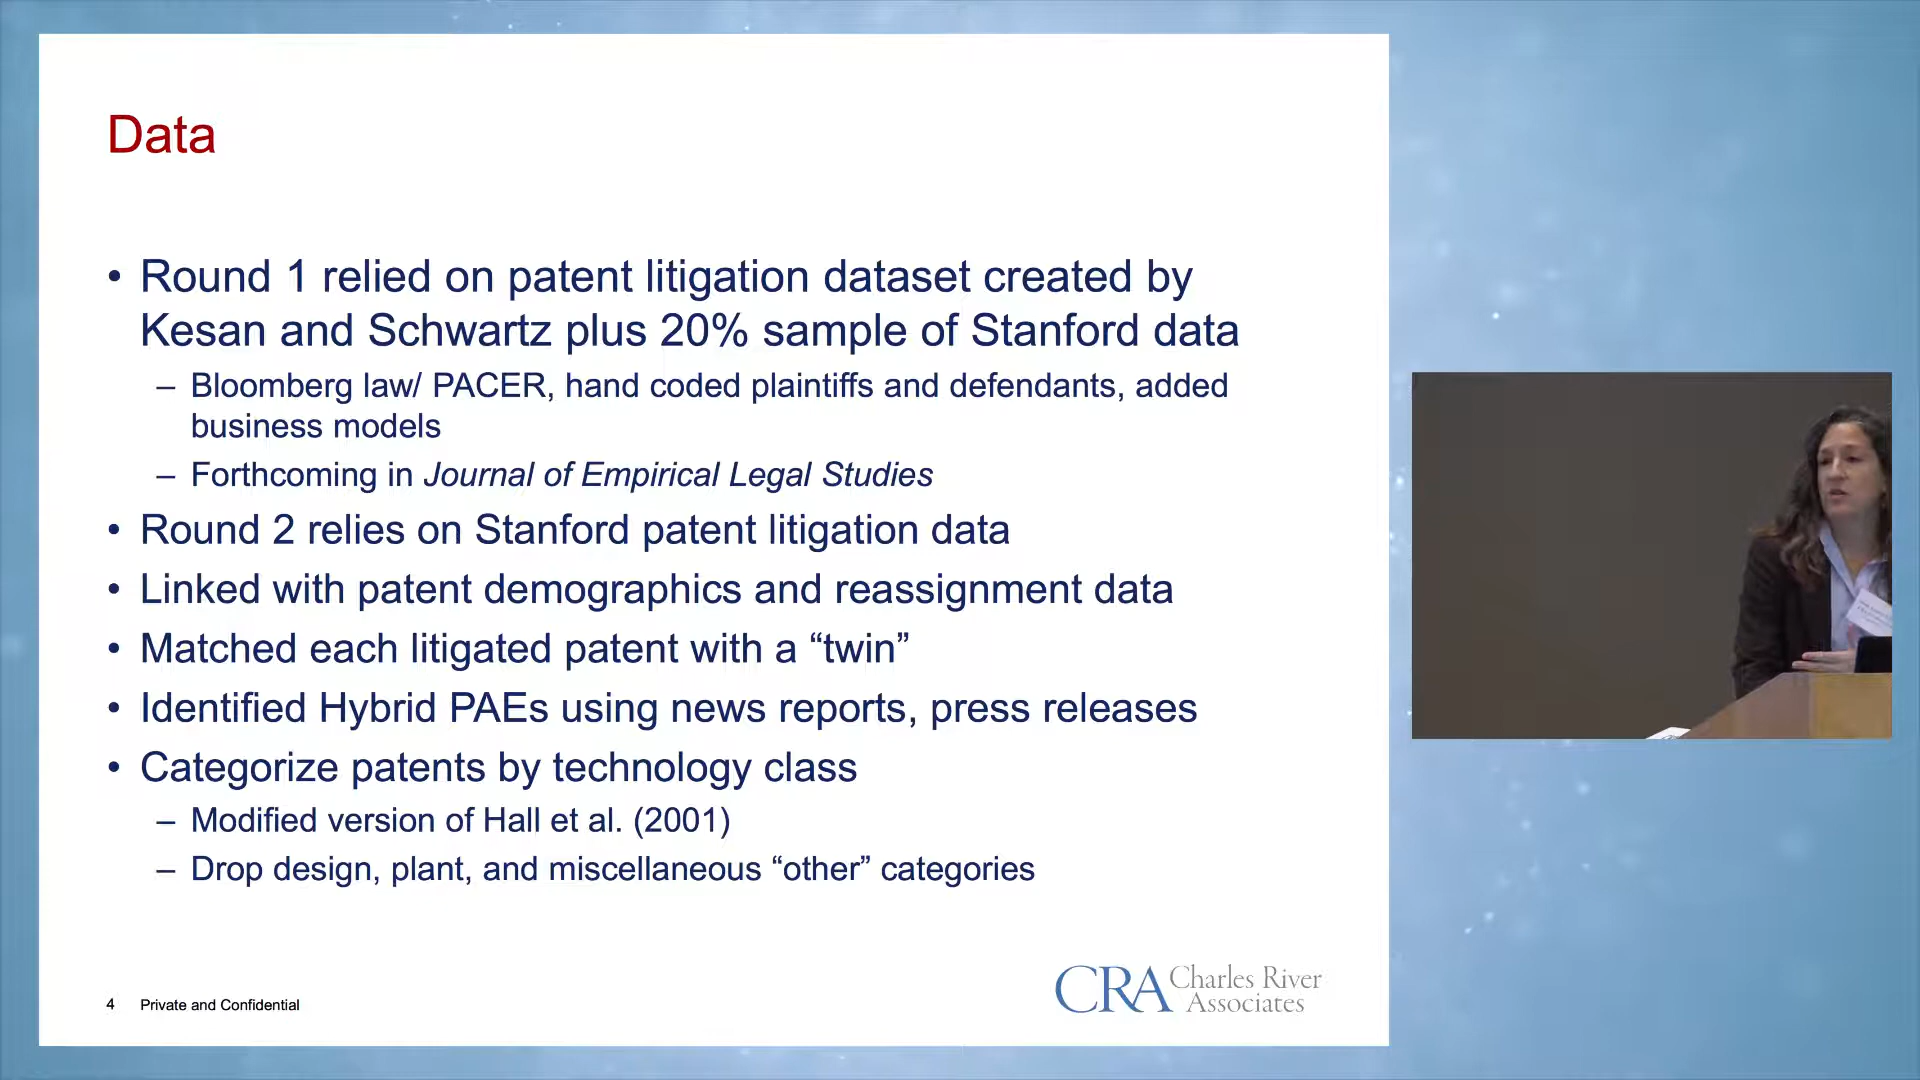 Data
• Round 1 relied on patent litigation dataset created by
Kesan and Schwartz plus 20% sample of Stanford data
– Bloomberg law/ PACER, hand coded plaintiffs and defendants, added
business models
– Forthcoming in Journal of Empirical Legal Studies
• Round 2 relies on Stanford patent litigation data
• Linked with patent demographics and reassignment data
• Matched each litigated patent with a “twin”
• Identified Hybrid PAEs using news reports, press releases
• Categorize patents by technology class
– Modified version of Hall et al. (2001)
– Drop design, plant, and miscellaneous “other” categories
4 Private and Confidential
CRA Charles River
Associates